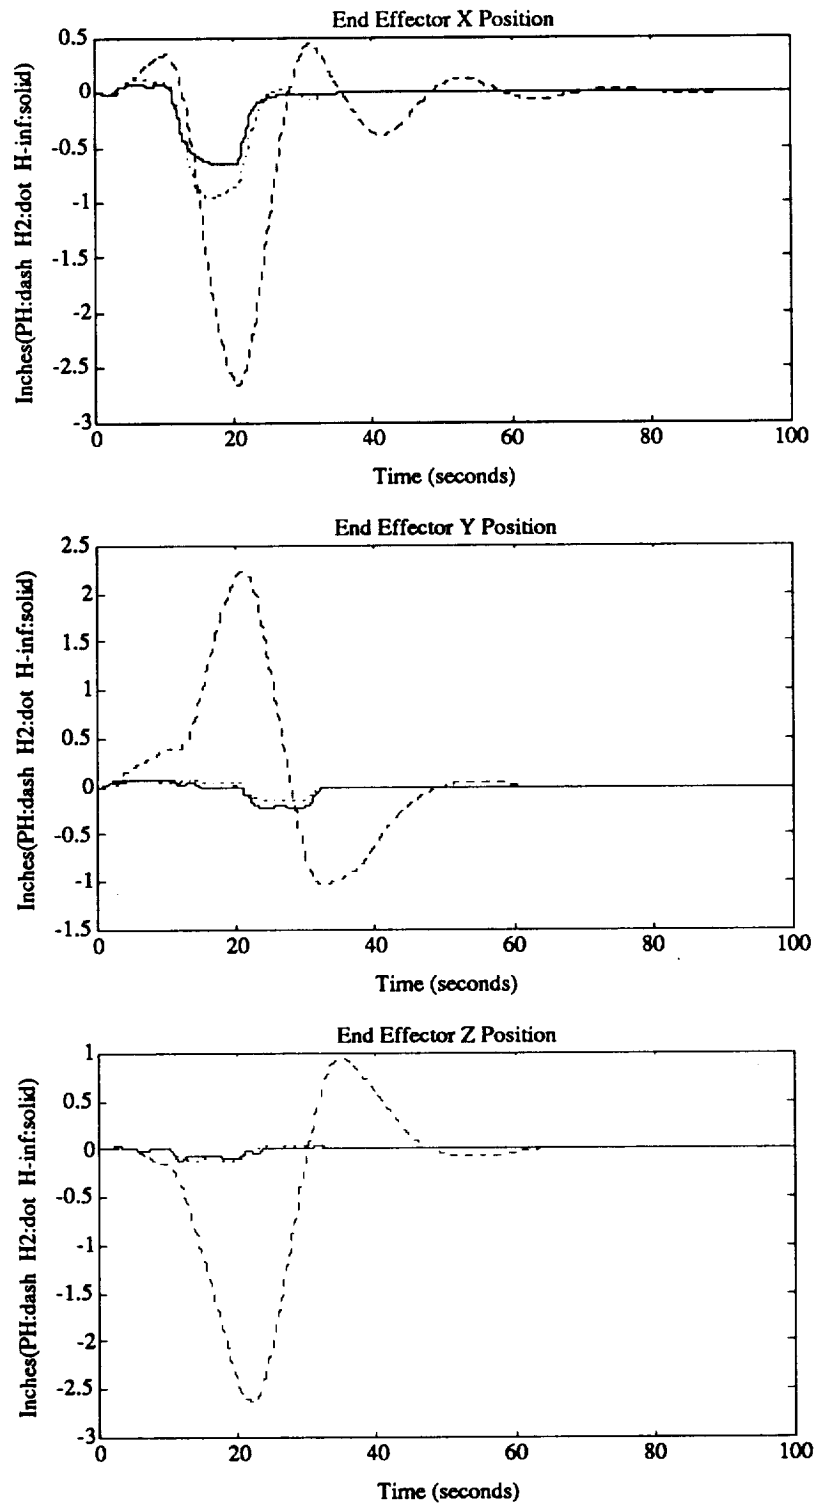 End Effector X Position
Inches(PH:dash H2:dot H-inf:solid)
0.5
0
-0.5
-1
-1.5
-2
-2.5
-3
0 20 40 60 80 100
Time (seconds)
End Effector Y Position
Inches(PH:dash H2:dot H-inf:solid)
2.5
2
1.5
1
0.5
0
-0.5
-1
-1.5
0 20 40 60 80 100
Time (seconds)
End Effector Z Position
Inches(PH:dash H2:dot H-inf:solid)
1
0.5
0
-0.5
-1
-1.5
-2
-2.5
-3
0 20 40 60 80 100
Time (seconds)